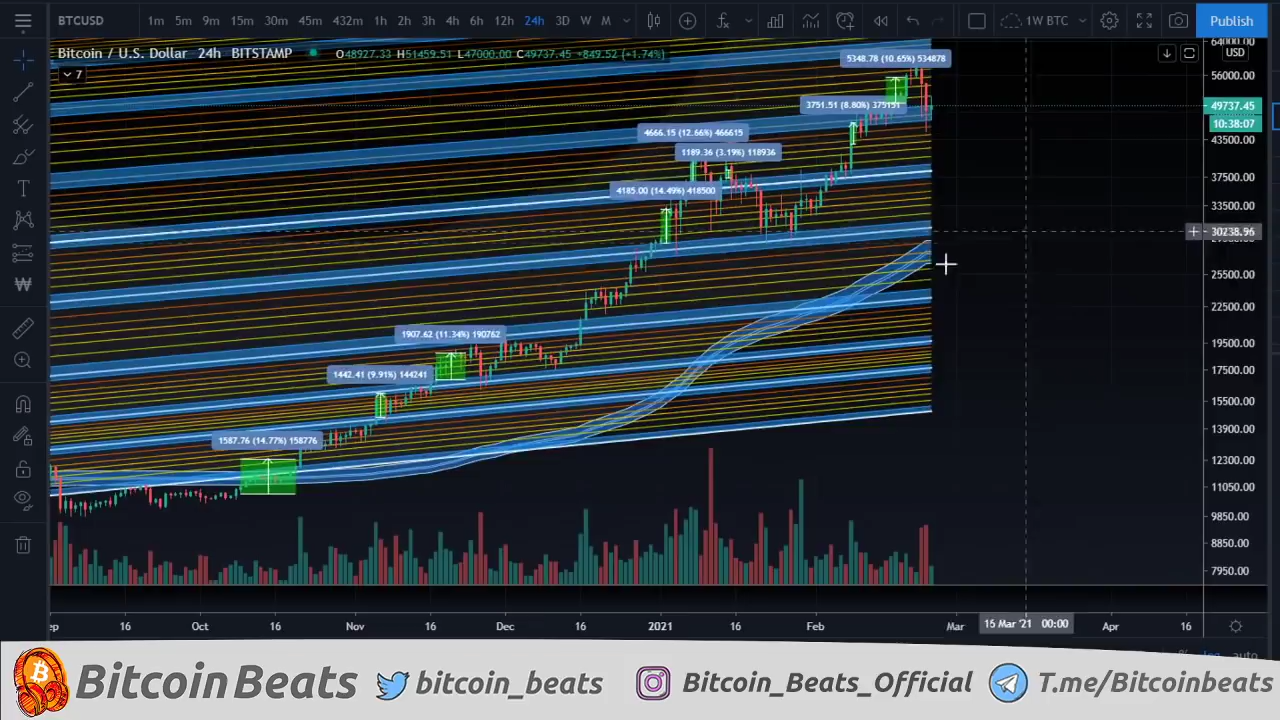 BTCUSD 1m 5m 9m 15m 30m 45m 432m 1h 2h 3h 4h 6h 12h 24h 3D W M 1W BTC Publish
Bitcoin / U.S. Dollar 24h BITSTAMP O48927.33 H51459.51 L47000.00 C49737.45 +849.52 (+1.74%)
7
USD
64000.00
5348.78 (10.65%) 534878
56000.00
3751.51 (8.80%) 375151
49737.45
10:38:07
4666.15 (12.66%) 466615
43500.00
1189.36 (3.19%) 118936
37500.00
4185.00 (14.49%) 418500
33500.00
30238.96
25500.00
22500.00
1907.62 (11.34%) 190762
19500.00
1442.41 (9.91%) 144241
17500.00
15500.00
13900.00
1587.76 (14.77%) 158776
12300.00
11050.00
9850.00
8850.00
7950.00
ep 16 Oct 16 Nov 16 Dec 16 2021 16 Feb Mar 15 Mar '21 00:00 Apr 16
% log auto
BitcoinBeats bitcoin_beats Bitcoin_Beats_Official T.me/Bitcoinbeats